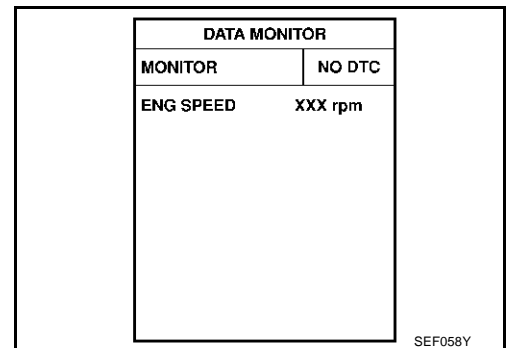 DATA MONITOR
MONITOR NO DTC
ENG SPEED XXX rpm
SEF058Y